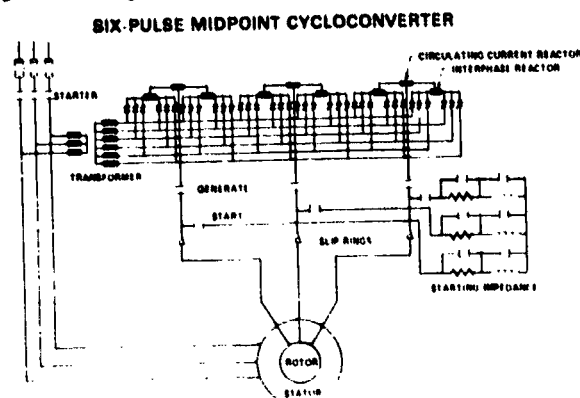 SIX-PULSE MIDPOINT CYCLOCONVERTER
CIRCULATING CURRENT REACTOR
INTERPHASE REACTOR
STARTER
TRANSFORMER
GENERATE
START
SLIP RINGS
STARTING IMPEDANCE
ROTOR
STATOR